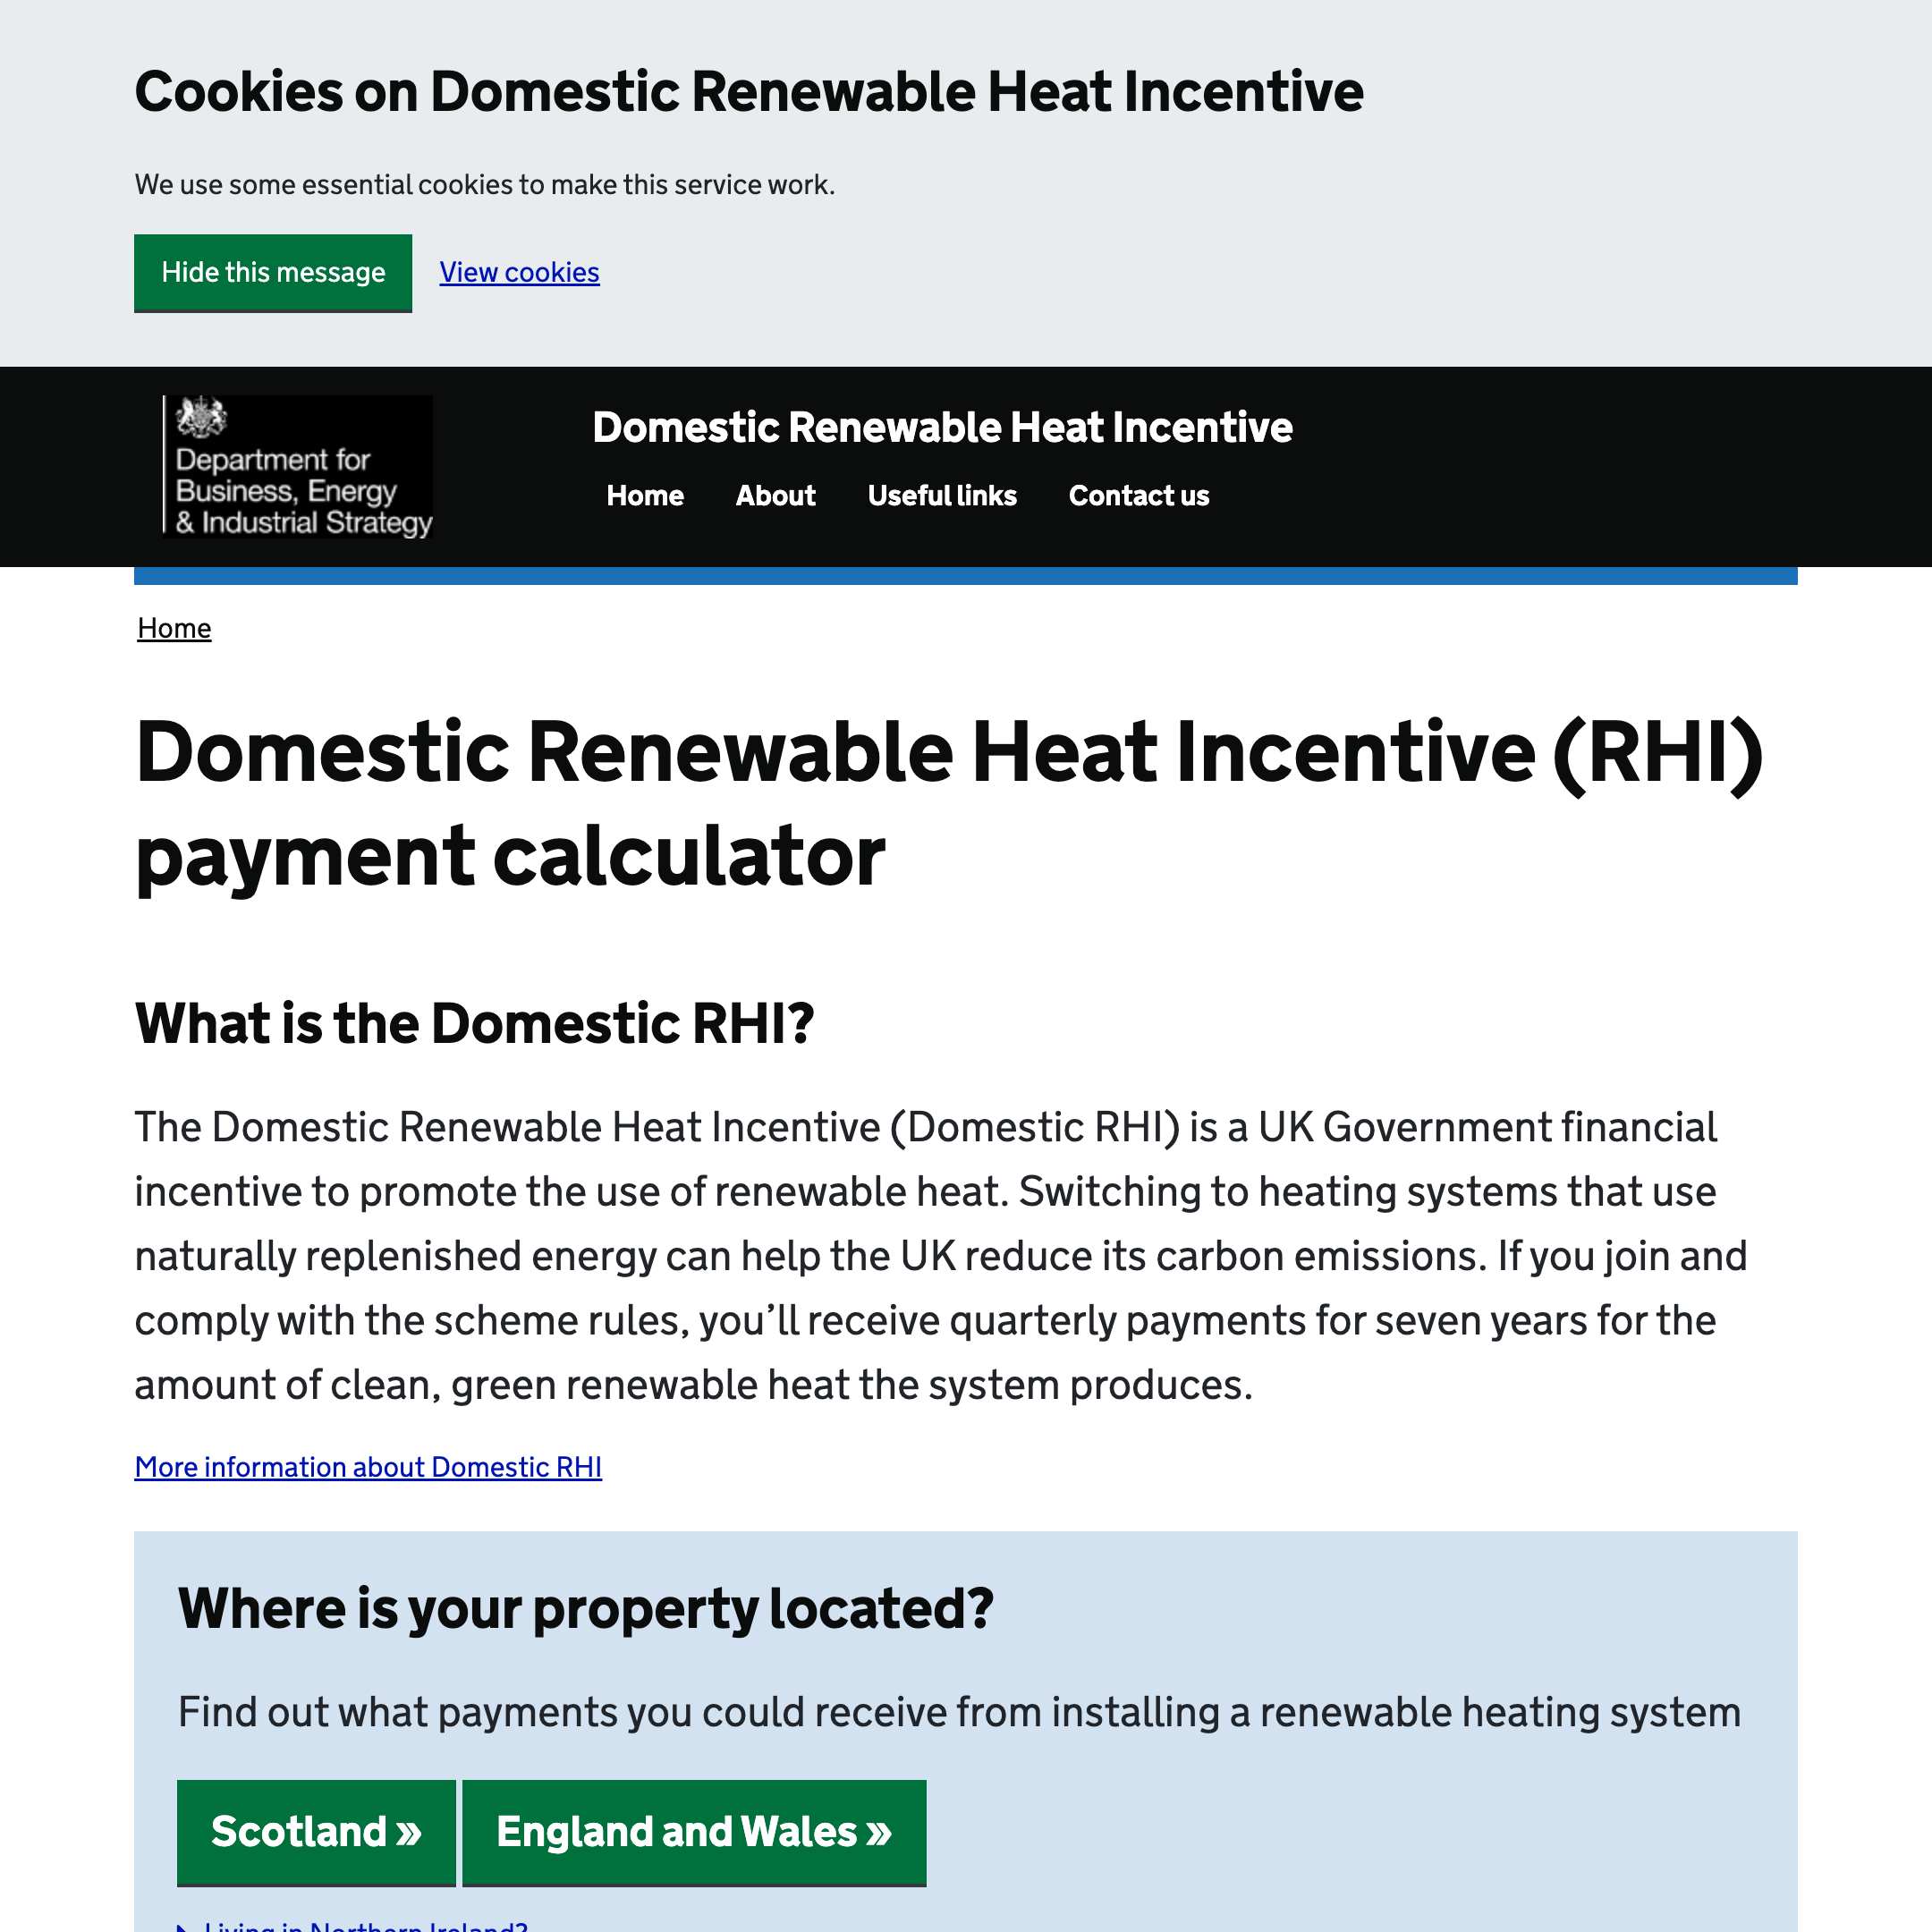 Cookies on Domestic Renewable Heat Incentive
We use some essential cookies to make this service work.
Hide this message View cookies
Department for
Business, Energy
& Industrial Strategy
Domestic Renewable Heat Incentive
Home About Useful links Contact us
Home
Domestic Renewable Heat Incentive (RHI)
payment calculator
What is the Domestic RHI?
The Domestic Renewable Heat Incentive (Domestic RHI) is a UK Government financial
incentive to promote the use of renewable heat. Switching to heating systems that use
naturally replenished energy can help the UK reduce its carbon emissions. If you join and
comply with the scheme rules, you’ll receive quarterly payments for seven years for the
amount of clean, green renewable heat the system produces.
More information about Domestic RHI
Where is your property located?
Find out what payments you could receive from installing a renewable heating system
Scotland » England and Wales »
Living in Northern Ireland?